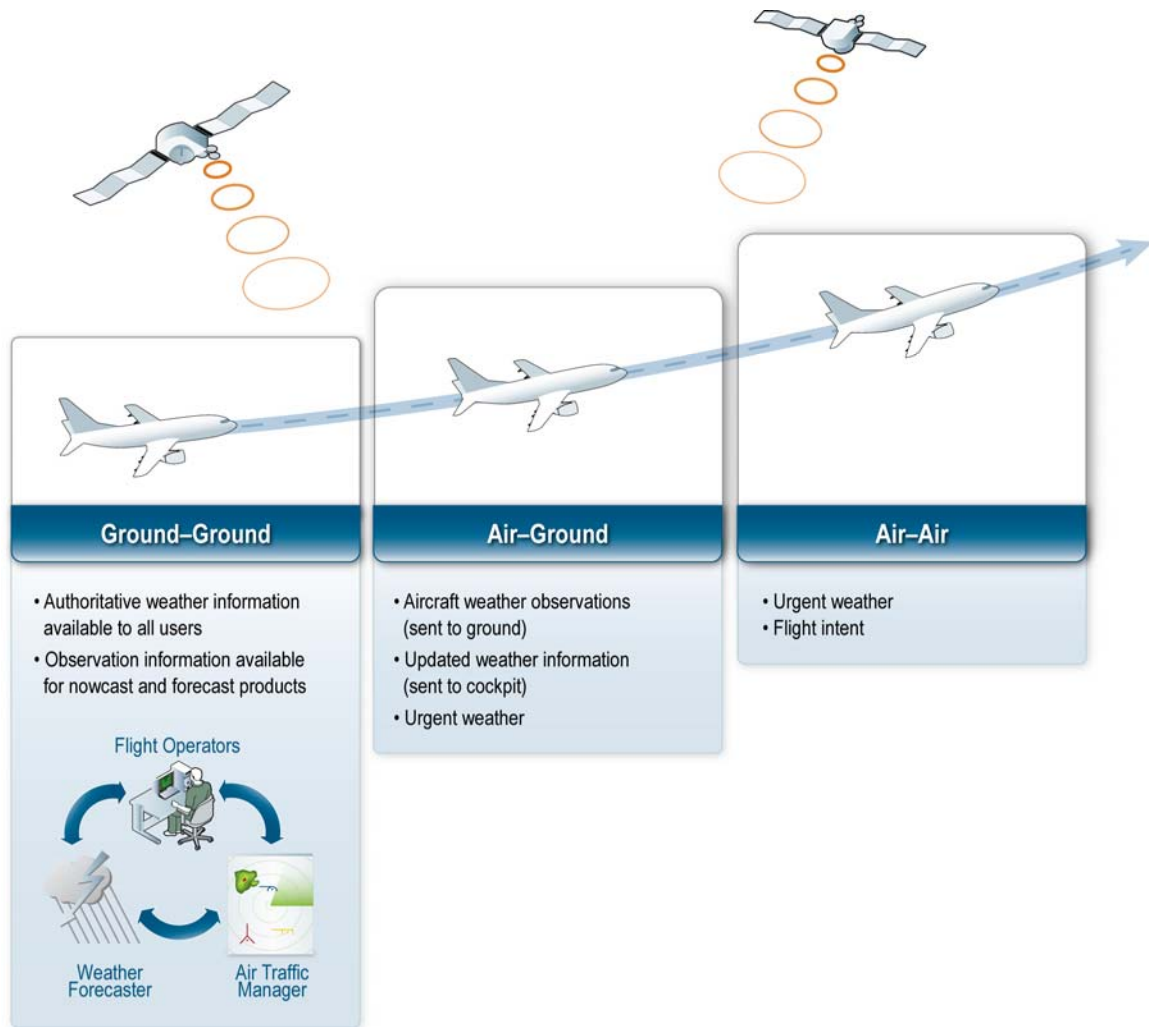 Ground–Ground
• Authoritative weather information
available to all users
• Observation information available
for nowcast and forecast products
Flight Operators
Weather
Forecaster
Air Traffic
Manager
Air–Ground
• Aircraft weather observations
(sent to ground)
• Updated weather information
(sent to cockpit)
• Urgent weather
Air–Air
• Urgent weather
• Flight intent